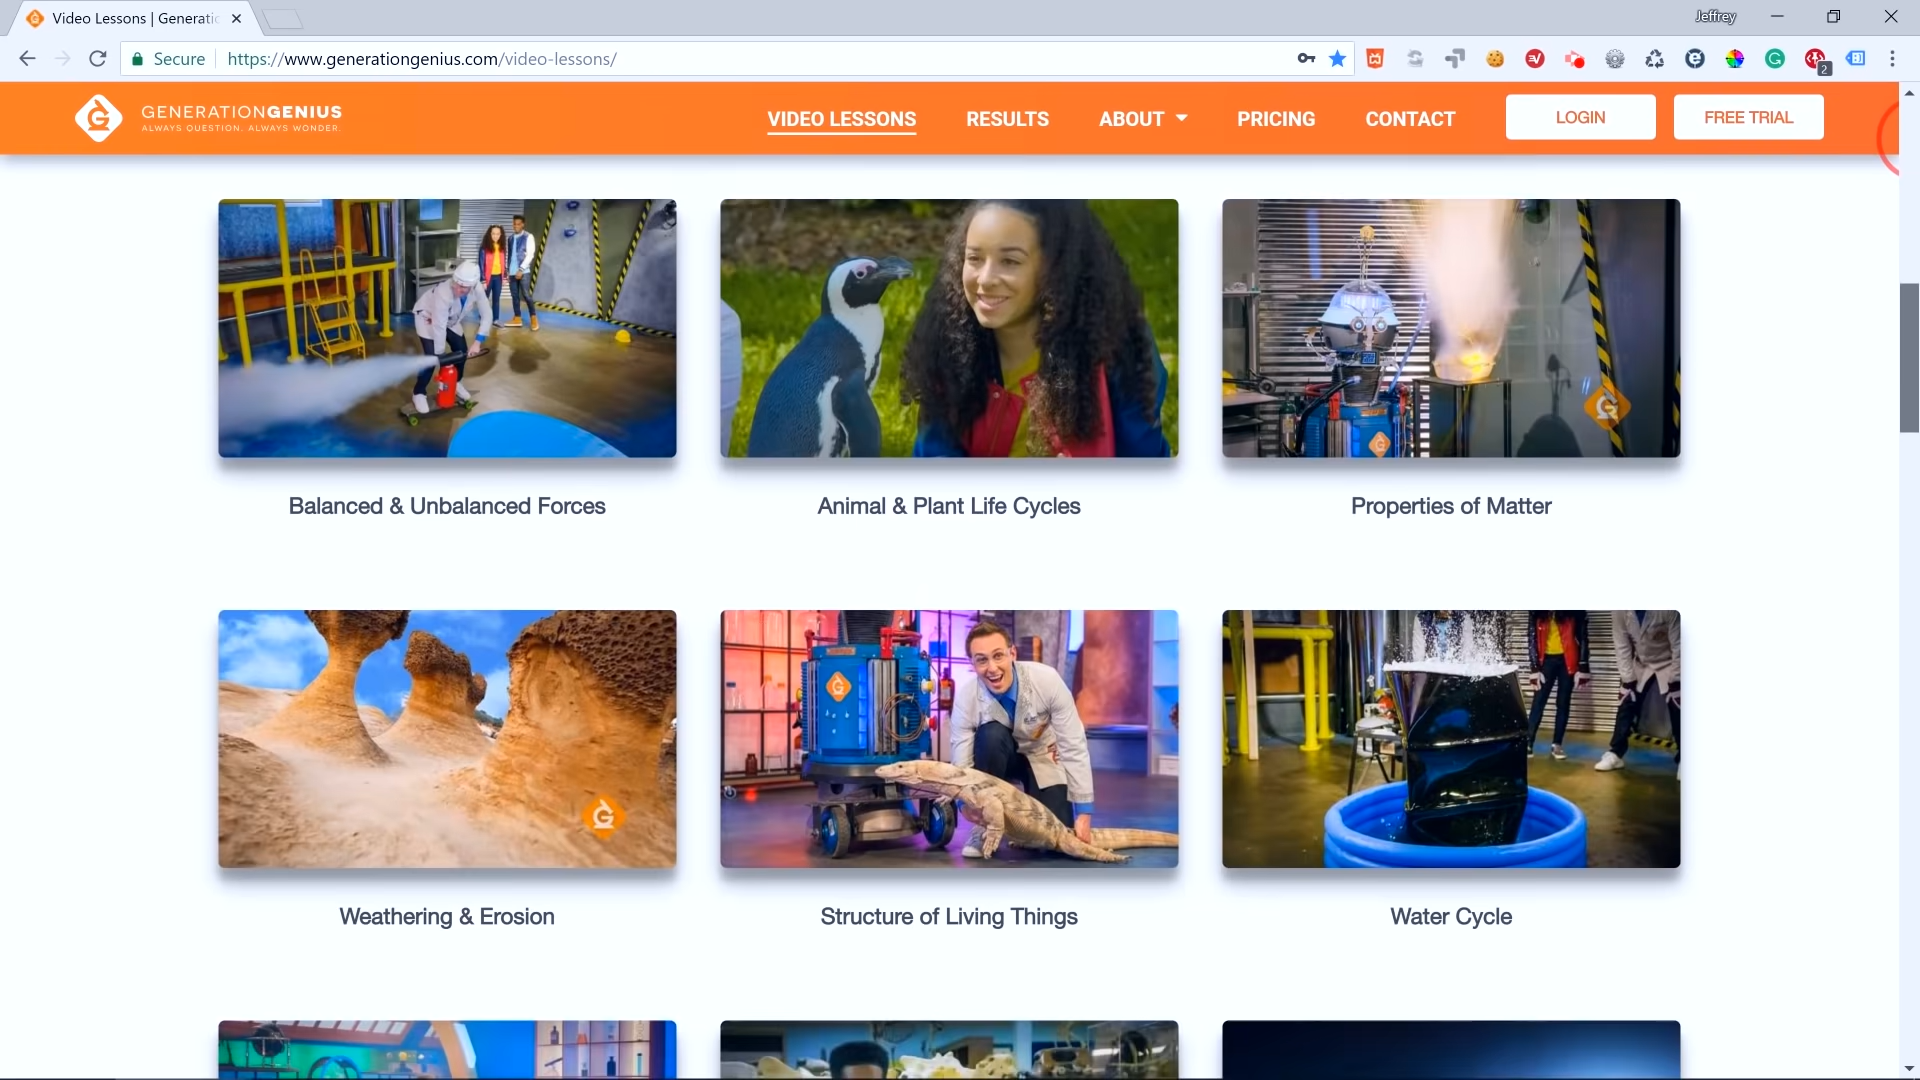 Video Lessons | Generatio
Jeffrey
Secure
https://www.generationgenius.com/video-lessons/
2
GENERATIONGENIUS
ALWAYS QUESTION. ALWAYS WONDER.
VIDEO LESSONS
RESULTS
ABOUT
PRICING
CONTACT
LOGIN
FREE TRIAL
Balanced & Unbalanced Forces
Animal & Plant Life Cycles
Properties of Matter
Weathering & Erosion
Structure of Living Things
Water Cycle